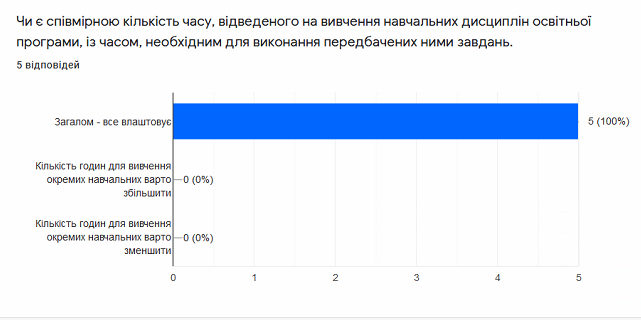 Чи є співмірною кількість часу, відведеного на вивчення навчальних дисциплін освітньої
програми, із часом, необхідним для виконання передбачених ними завдань.
5 відповідей
Загалом - все влаштовує
5 (100%)
Кількість годин для вивчення
окремих навчальних варто
збільшити
0 (0%)
Кількість годин для вивчення
окремих навчальних варто
зменшити
0 (0%)
0 1 2 3 4 5